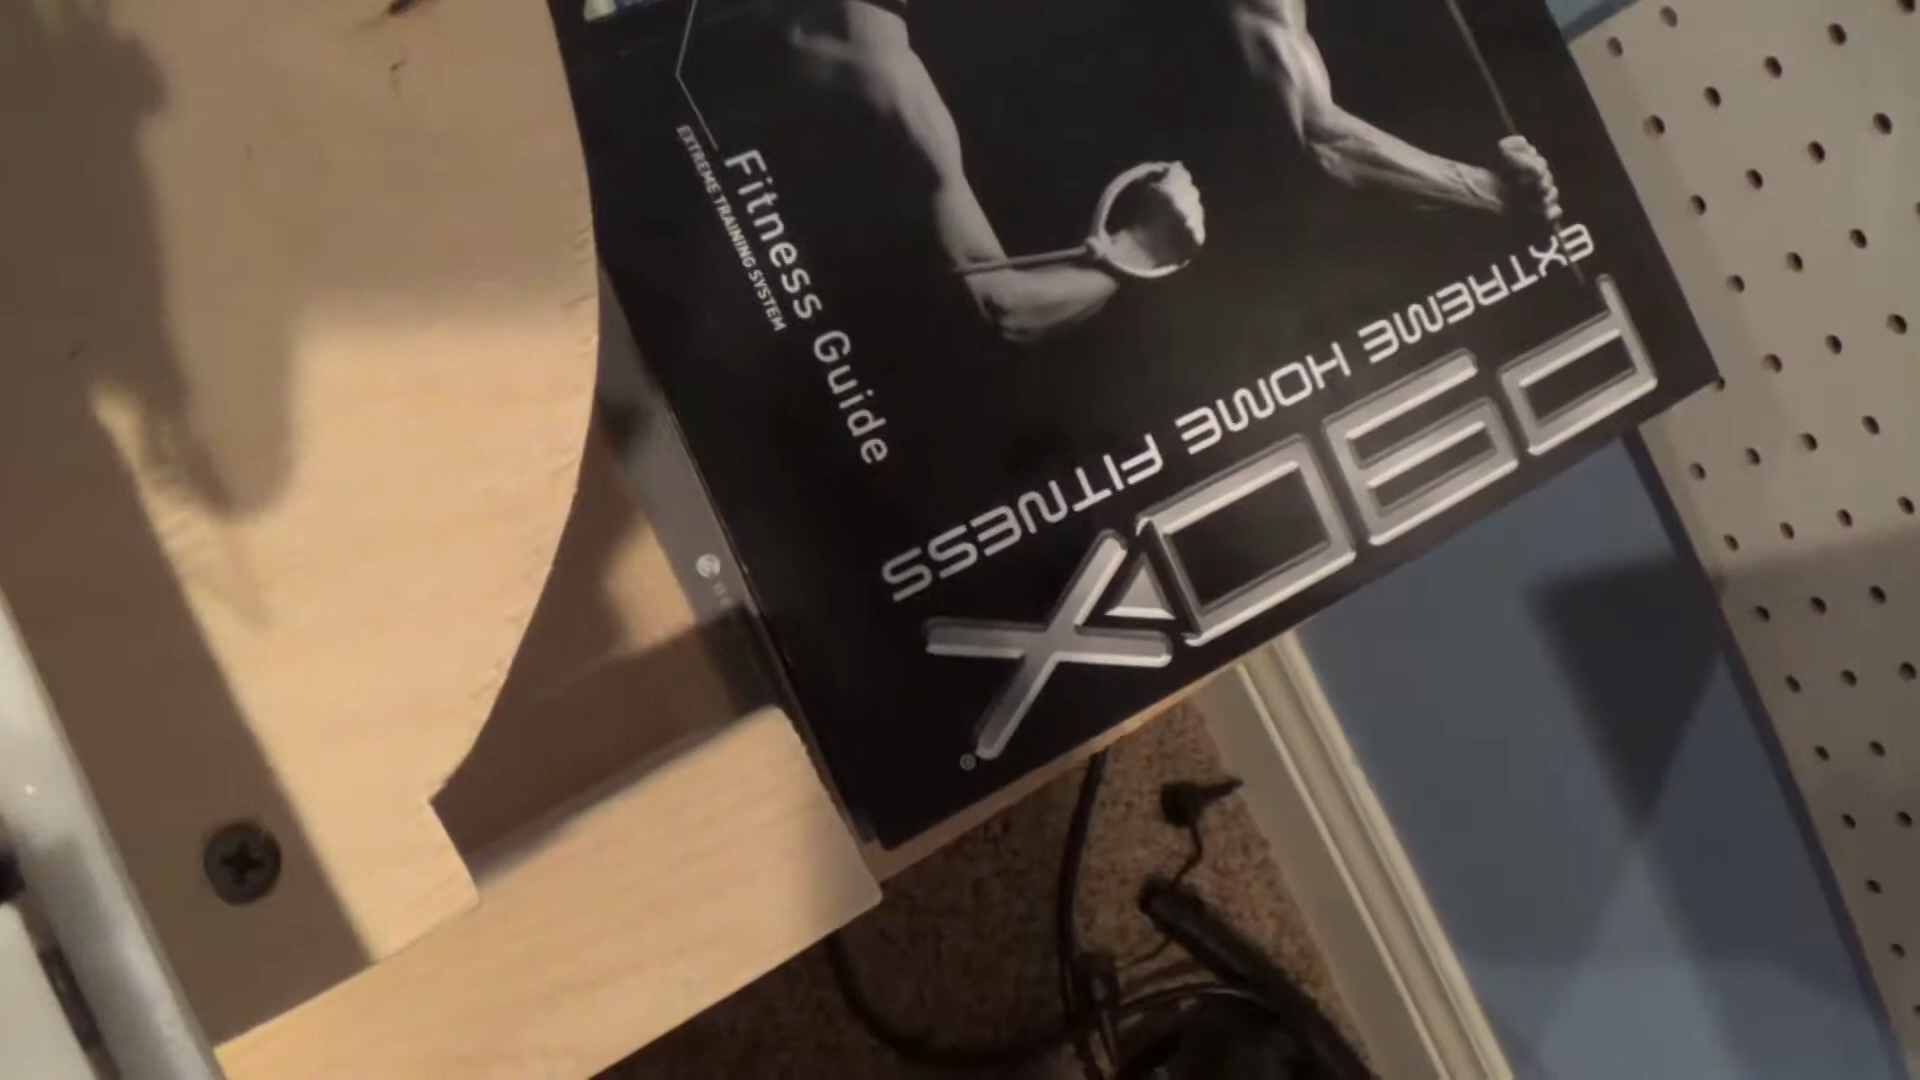 P90X®
EXTREME HOME FITNESS
Fitness Guide
EXTREME TRAINING SYSTEM